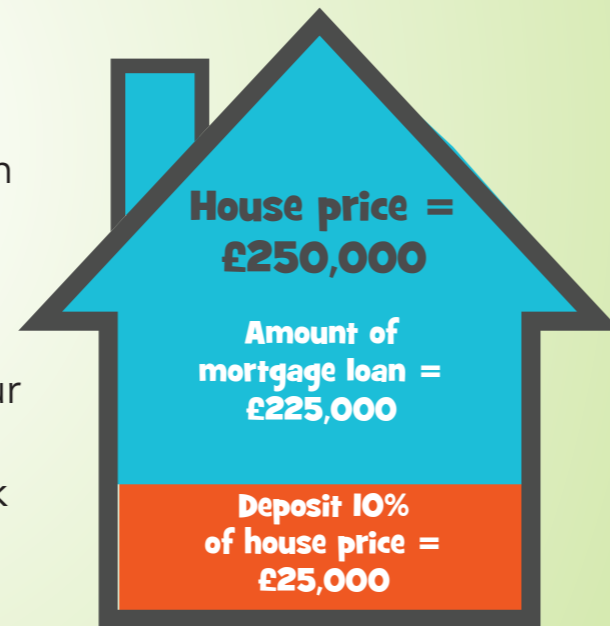 House price =
£250,000
Amount of
mortgage loan =
£225,000
Deposit 10%
of house price =
£25,000